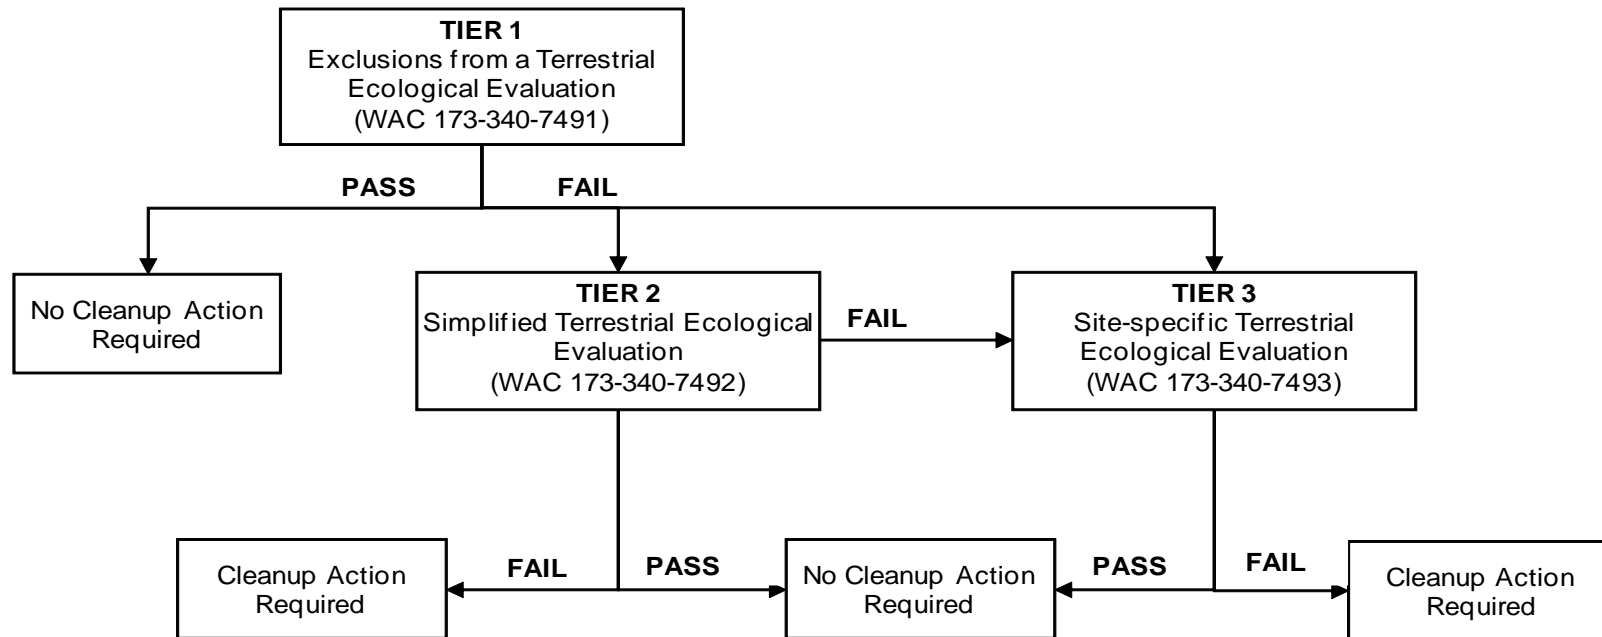 TIER 1
Exclusions from a Terrestrial
Ecological Evaluation
(WAC 173-340-7491)
PASS
FAIL
No Cleanup Action
Required
TIER 2
Simplified Terrestrial Ecological
Evaluation
(WAC 173-340-7492)
FAIL
TIER 3
Site-specific Terrestrial
Ecological Evaluation
(WAC 173-340-7493)
Cleanup Action
Required
FAIL
PASS
No Cleanup Action
Required
PASS
FAIL
Cleanup Action
Required